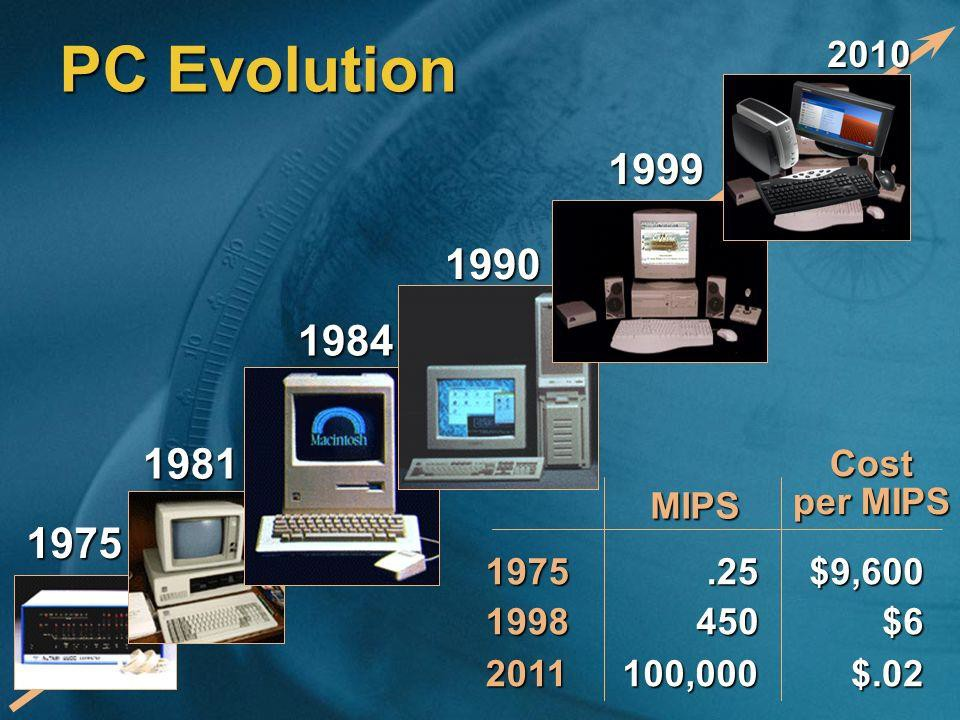 PC Evolution
2010
1999
1990
1984
Macintosh
1981
1975
Cost
per MIPS
MIPS
1975 .25 $9,600
1998 450 $6
2011 100,000 $.02